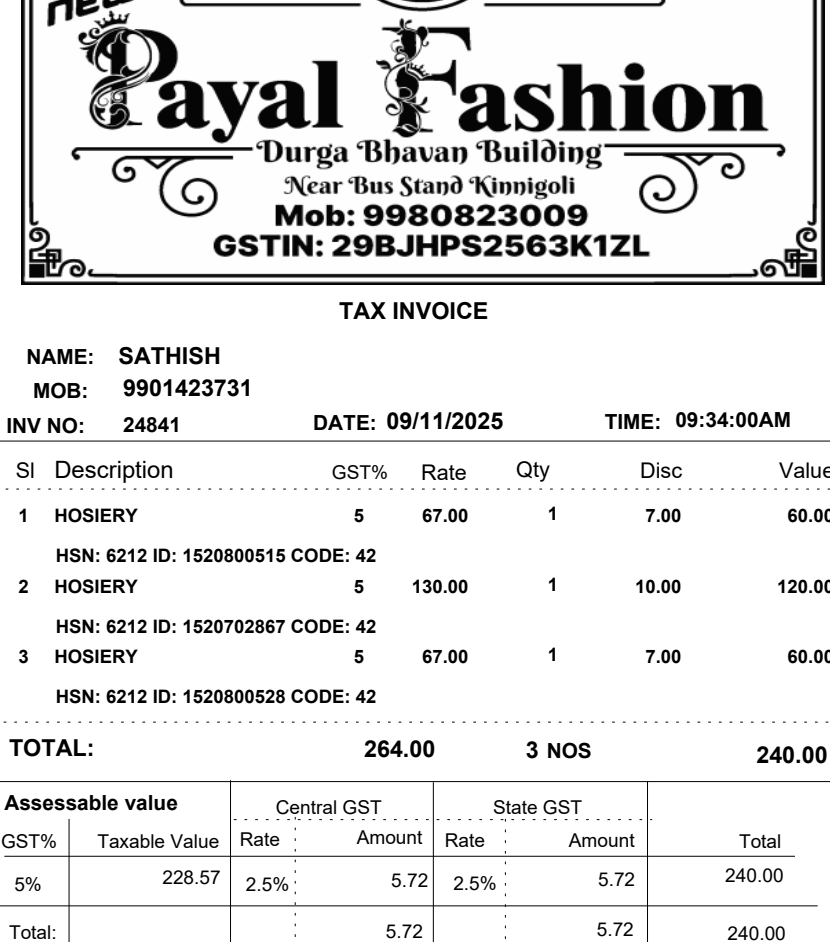 new
Payal Fashion
Durga Bhavan Building
Near Bus Stand Kinnigoli
Mob: 9980823009
GSTIN: 29BJHPS2563K1ZL
TAX INVOICE
NAME: SATHISH
MOB: 9901423731
INV NO: 24841 DATE: 09/11/2025 TIME: 09:34:00AM
Sl Description GST% Rate Qty Disc Value
1 HOSIERY 5 67.00 1 7.00 60.00
HSN: 6212 ID: 1520800515 CODE: 42
2 HOSIERY 5 130.00 1 10.00 120.00
HSN: 6212 ID: 1520702867 CODE: 42
3 HOSIERY 5 67.00 1 7.00 60.00
HSN: 6212 ID: 1520800528 CODE: 42
TOTAL: 264.00 3 NOS 240.00
Assessable value Central GST State GST
GST% Taxable Value Rate Amount Rate Amount Total
5% 228.57 2.5% 5.72 2.5% 5.72 240.00
Total: 5.72 5.72 240.00